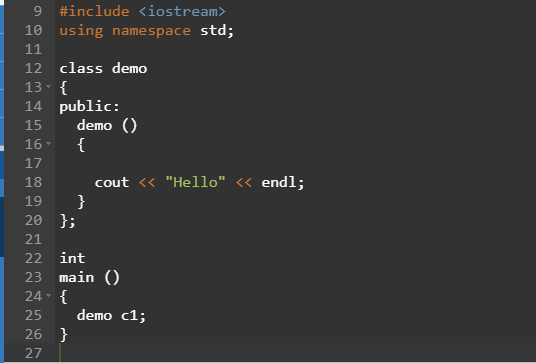 9 #include <iostream>
10 using namespace std;
11
12 class demo
13 {
14 public:
15   demo ()
16   {
17
18     cout << "Hello" << endl;
19   }
20 };
21
22 int
23 main ()
24 {
25   demo c1;
26 }
27